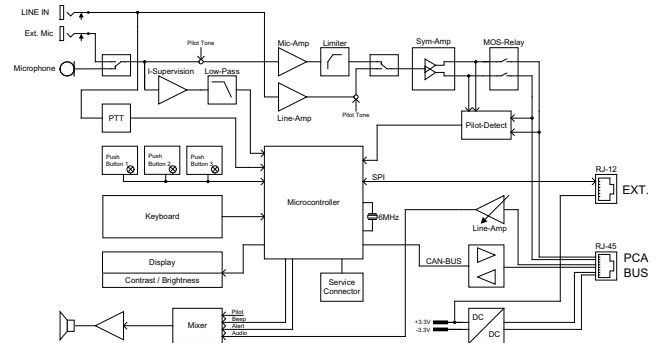 LINE IN
Ext. Mic
Microphone
Pilot Tone
Mic-Amp
Limiter
Sym-Amp
MOS-Relay
I-Supervision
Low-Pass
Line-Amp
Pilot Tone
PTT
Pilot-Detect
Push
Button 1
Push
Button 2
Push
Button 3
SPI
RJ-12
EXT.
Keyboard
Microcontroller
6MHz
Line-Amp
RJ-45
PCA
BUS
Display
Contrast / Brightness
CAN-BUS
Service
Connector
Mixer
Pilot
Beep
Alert
Audio
+3.3V
-3.3V
DC
DC